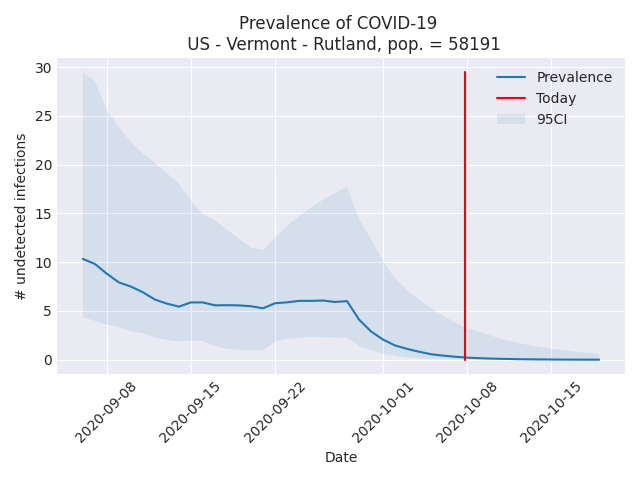 Prevalence of COVID-19
US - Vermont - Rutland, pop. = 58191
30
25
20
15
10
5
0
# undetected infections
Prevalence
Today
95CI
2020-09-08
2020-09-15
2020-09-22
2020-10-01
2020-10-08
2020-10-15
Date